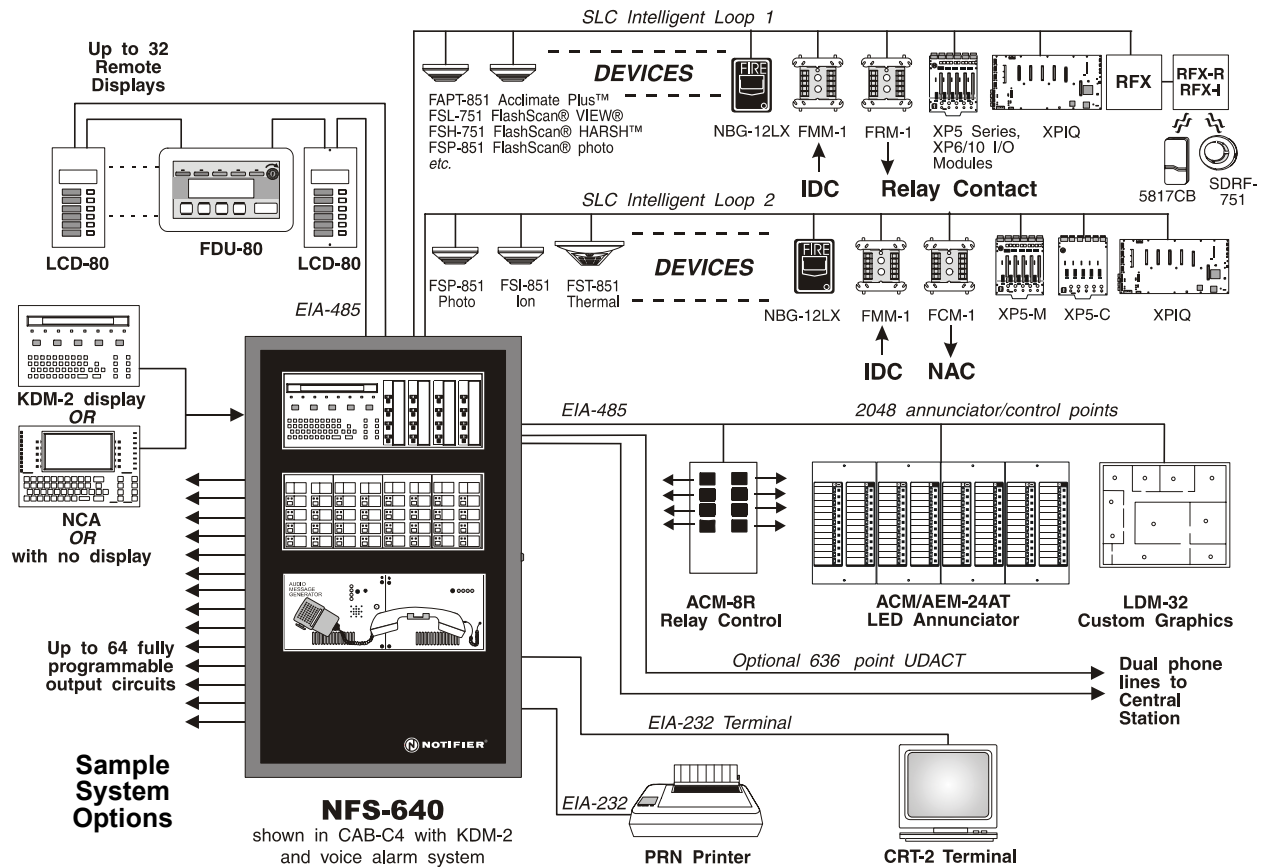 SLC Intelligent Loop 1
Up to 32
Remote
Displays
DEVICES
FIRE
RFX
RFX-R
RFX-I
FAPT-851 Acclimate Plus™
FSL-751 FlashScan® VIEW®
FSH-751 FlashScan® HARSH™
FSP-851 FlashScan® photo
etc.
NBG-12LX
FMM-1
FRM-1
XP5 Series,
XP6/10 I/O
Modules
XPIQ
IDC
Relay Contact
5817CB
SDRF-
751
SLC Intelligent Loop 2
LCD-80
FDU-80
LCD-80
DEVICES
FIRE
FSP-851
Photo
FSI-851
Ion
FST-851
Thermal
NBG-12LX
FMM-1
FCM-1
XP5-M
XP5-C
XPIQ
EIA-485
IDC
NAC
KDM-2 display
OR
NCA
OR
with no display
EIA-485
2048 annunciator/control points
AUDIO
MESSAGE
GENERATOR
ACM-8R
Relay Control
ACM/AEM-24AT
LED Annunciator
LDM-32
Custom Graphics
Up to 64 fully
programmable
output circuits
Optional 636 point UDACT
Dual phone
lines to
Central
Station
EIA-232 Terminal
NOTIFIER®
Sample
System
Options
EIA-232
NFS-640
shown in CAB-C4 with KDM-2
and voice alarm system
PRN Printer
CRT-2 Terminal